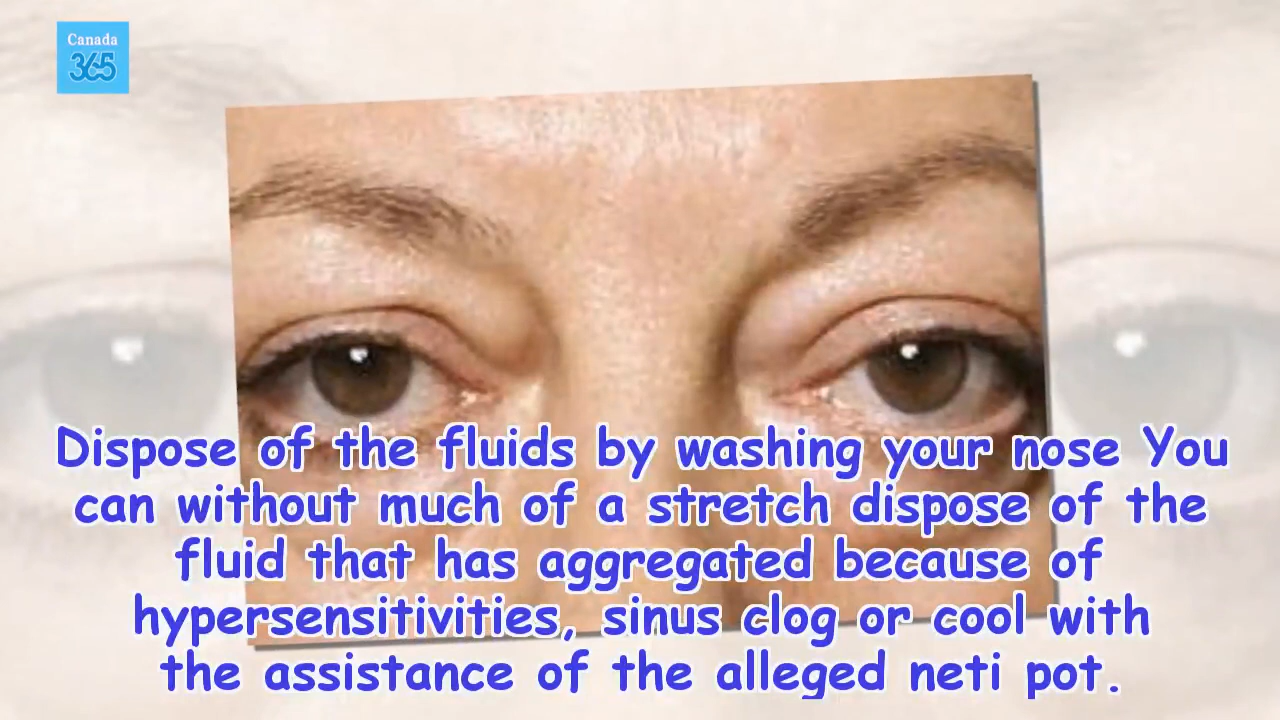 Canada
365
Dispose of the fluids by washing your nose You
can without much of a stretch dispose of the
fluid that has aggregated because of
hypersensitivities, sinus clog or cool with
the assistance of the alleged neti pot.